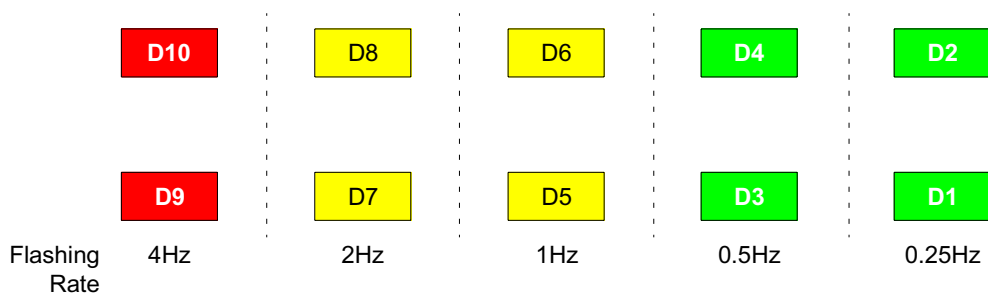 D10 D8 D6 D4 D2
D9 D7 D5 D3 D1
Flashing 4Hz 2Hz 1Hz 0.5Hz 0.25Hz
Rate